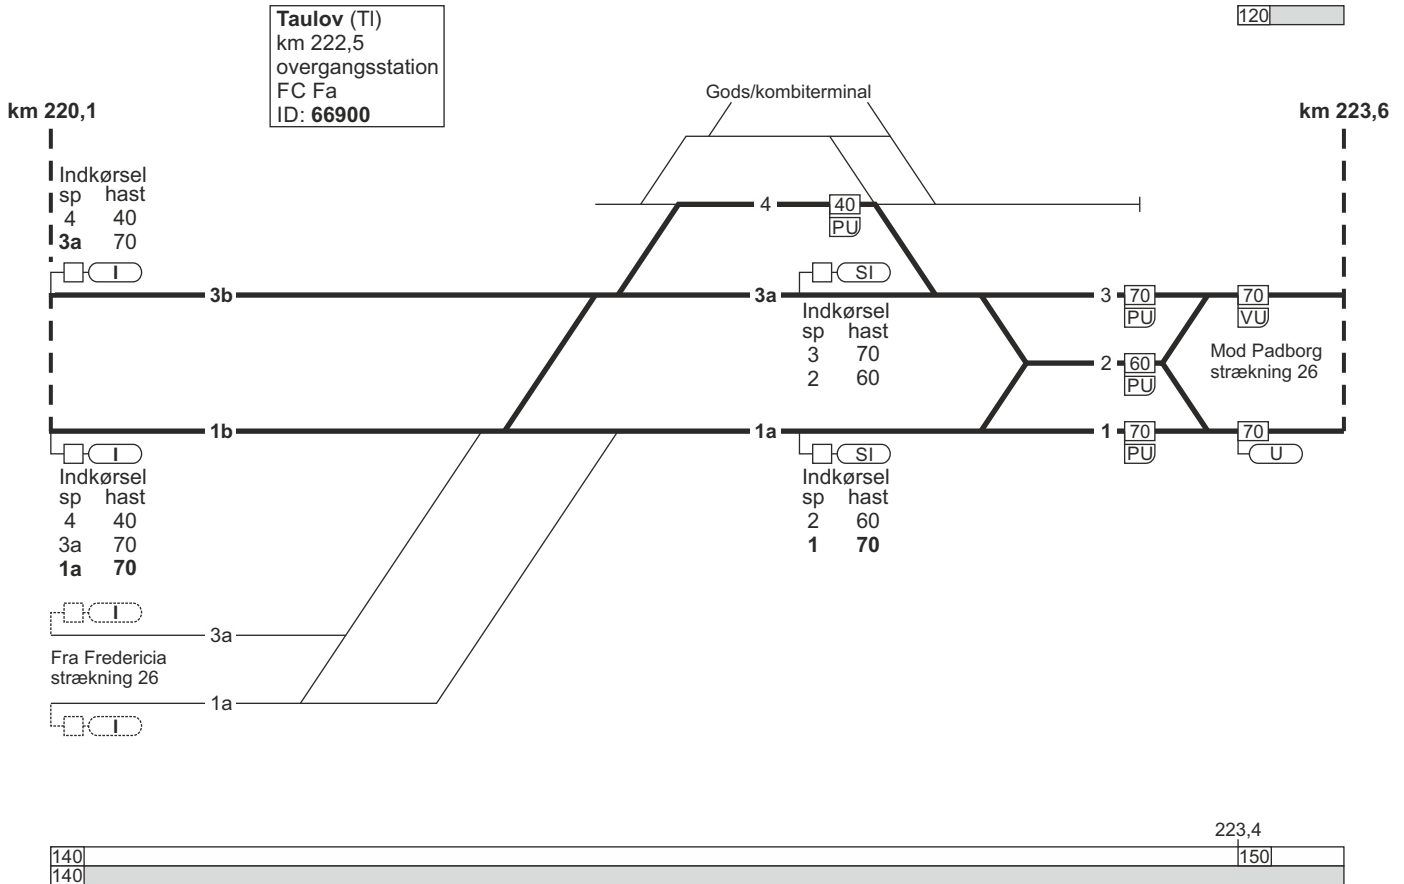 Taulov (Tl)
km 222,5
overgangsstation
FC Fa
ID: 66900
120
Gods/kombiterminal
km 220,1
km 223,6
Indkørsel
sp hast
4 40
3a 70
I
4
40
PU
SI
3b
3a
3
70
PU
70
VU
Indkørsel
sp hast
3 70
2 60
2
60
PU
Mod Padborg
strækning 26
1b
1a
1
70
PU
70
U
I
Indkørsel
sp hast
4 40
3a 70
1a 70
SI
Indkørsel
sp hast
2 60
1 70
I
3a
Fra Fredericia
strækning 26
1a
I
223,4
140
150
140